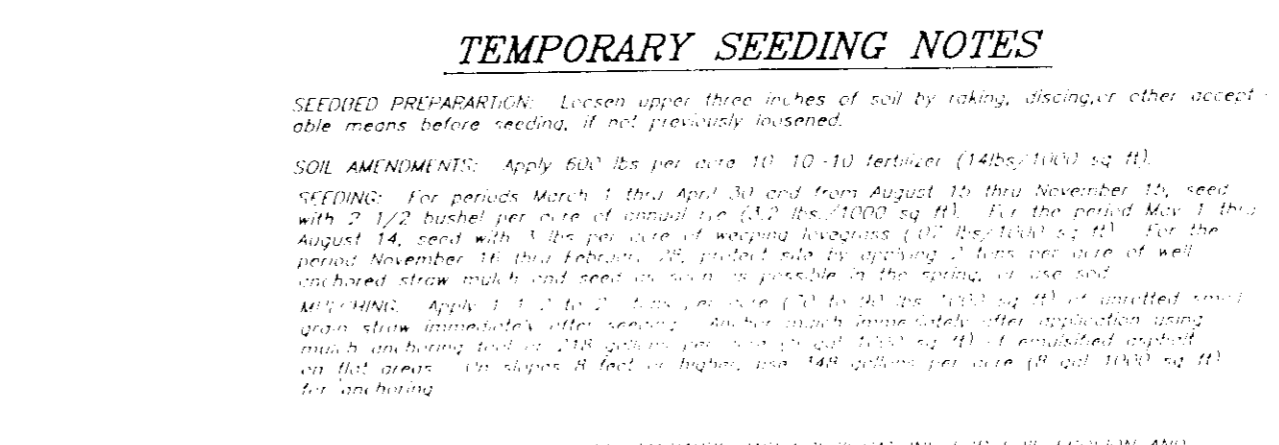 TEMPORARY SEEDING NOTES
SEEDBED PREPARARTION: Loosen upper three inches of soil by raking, discing,or other accept-
able means before seeding, if not previously loosened.
SOIL AMENDMENTS: Apply 600 lbs per acre 10-10-10 fertilizer (14lbs/1000 sq ft).
SEEDING: For periods March 1 thru April 30 and from August 15 thru November 15, seed
with 2 1/2 bushel per acre of annual rye (3.2 lbs./1000 sq ft). For the period May 1 thru
August 14, seed with 3 lbs per acre of weeping lovegrass (.07 lbs/1000 sq ft). For the
period November 16 thru February 28, protect site by applying 2 tons per acre of well
anchored straw mulch and seed as soon as possible in the spring, or use sod.
MULCHING: Apply 1 1/2 to 2 tons per acre (70 to 90 lbs/1000 sq ft) of unrotted small
grain straw immediately after seeding. Anchor mulch immediately after application using
mulch anchoring tool or 218 gallons per acre (5 gal/1000 sq ft) of emulsified asphalt
on flat areas. On slopes 8 feet or higher, use 348 gallons per acre (8 gal/1000 sq ft)
for anchoring
AND